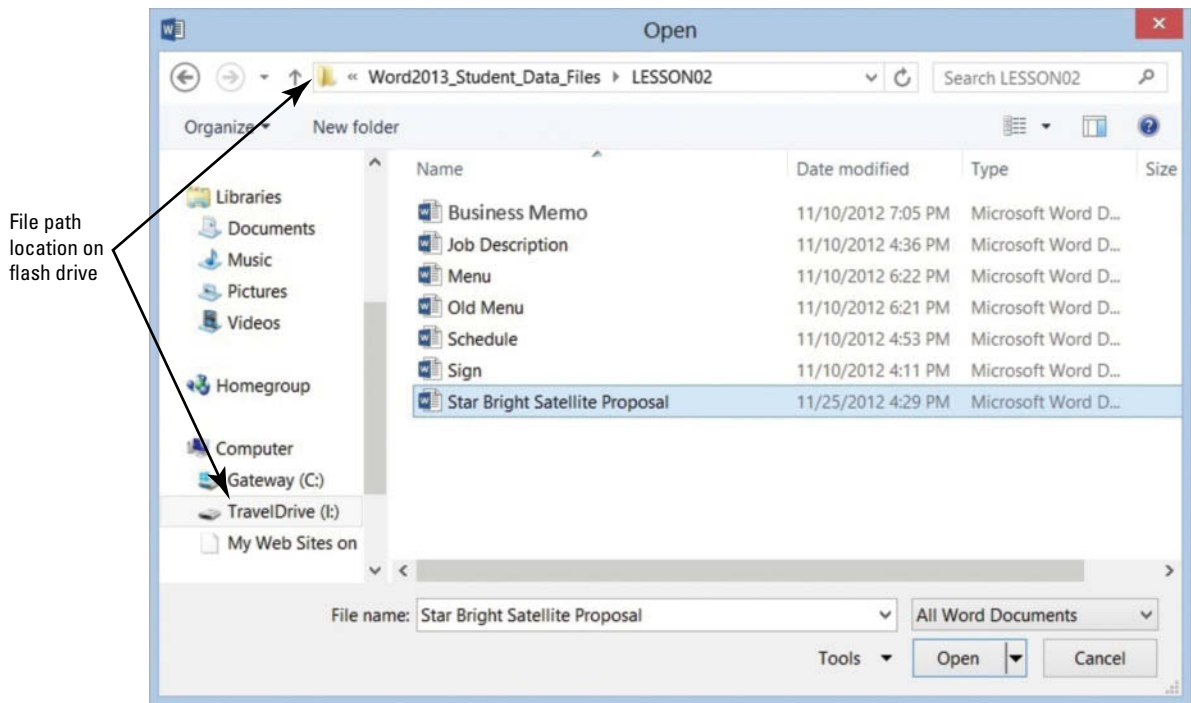 Open
« Word2013_Student_Data_Files ▸ LESSON02
Search LESSON02
Organize
New folder
Name Date modified Type Size
Libraries
Documents
Music
Pictures
Videos
Homegroup
Computer
Gateway (C:)
TravelDrive (I:)
My Web Sites on
Business Memo 11/10/2012 7:05 PM Microsoft Word D...
Job Description 11/10/2012 4:36 PM Microsoft Word D...
Menu 11/10/2012 6:22 PM Microsoft Word D...
Old Menu 11/10/2012 6:21 PM Microsoft Word D...
Schedule 11/10/2012 4:53 PM Microsoft Word D...
Sign 11/10/2012 4:11 PM Microsoft Word D...
Star Bright Satellite Proposal 11/25/2012 4:29 PM Microsoft Word D...
File path
location on
flash drive
File name: Star Bright Satellite Proposal All Word Documents
Tools Open Cancel